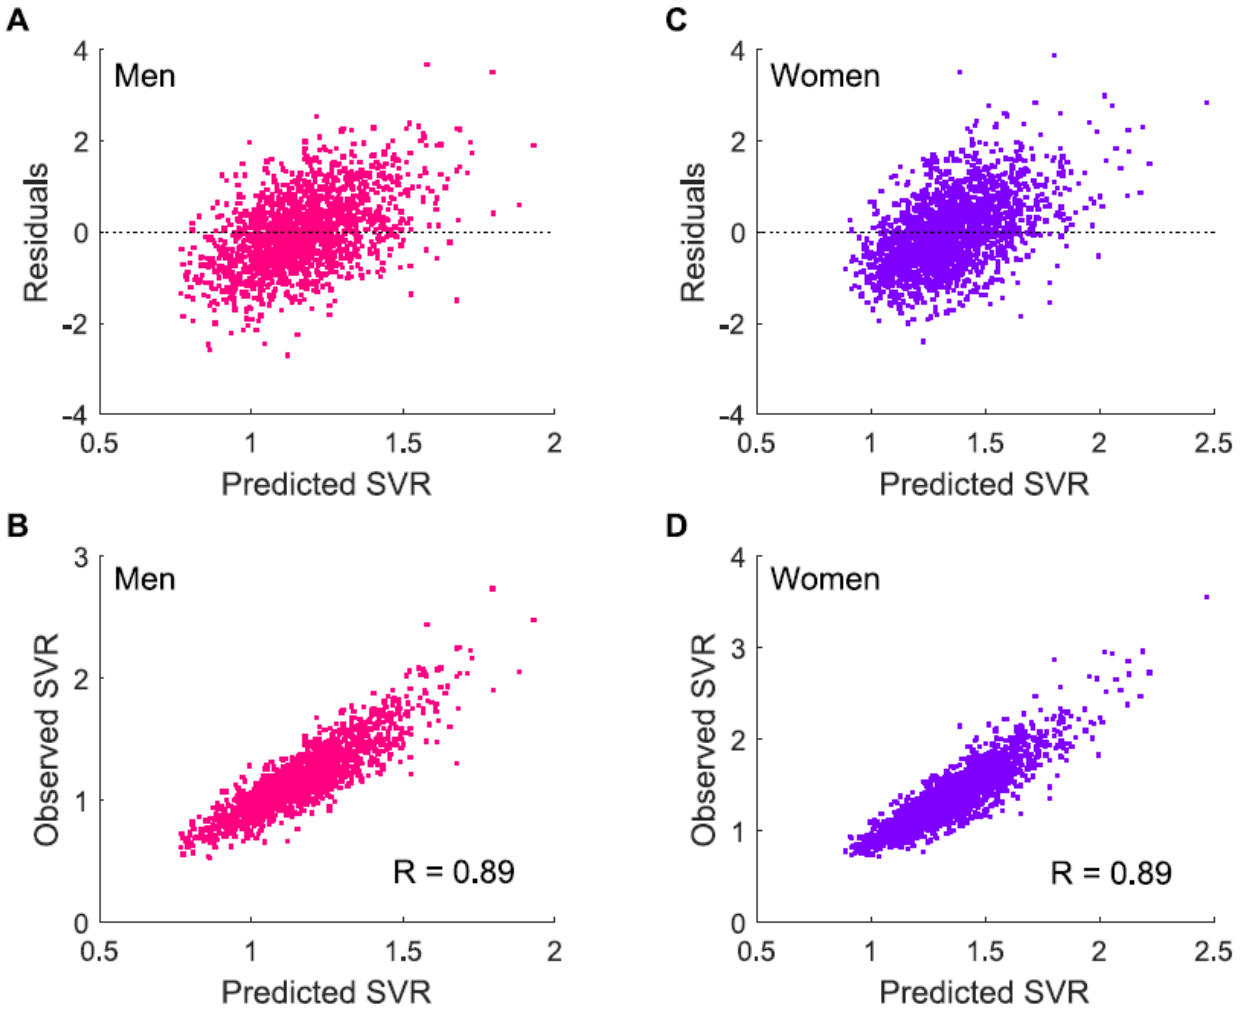 A
Men
4
2
0
-2
-4
Residuals
0.5 1 1.5 2
Predicted SVR
C
Women
4
2
0
-2
-4
Residuals
0.5 1 1.5 2 2.5
Predicted SVR
B
Men
3
2
1
0
Observed SVR
R = 0.89
0.5 1 1.5 2
Predicted SVR
D
Women
4
3
2
1
0
Observed SVR
R = 0.89
0.5 1 1.5 2 2.5
Predicted SVR